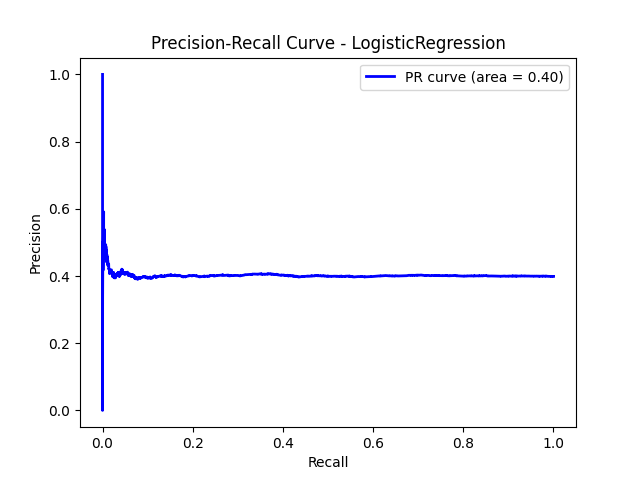 Precision-Recall Curve - LogisticRegression
PR curve (area = 0.40)
1.0
0.8
0.6
0.4
0.2
0.0
Precision
0.0 0.2 0.4 0.6 0.8 1.0
Recall